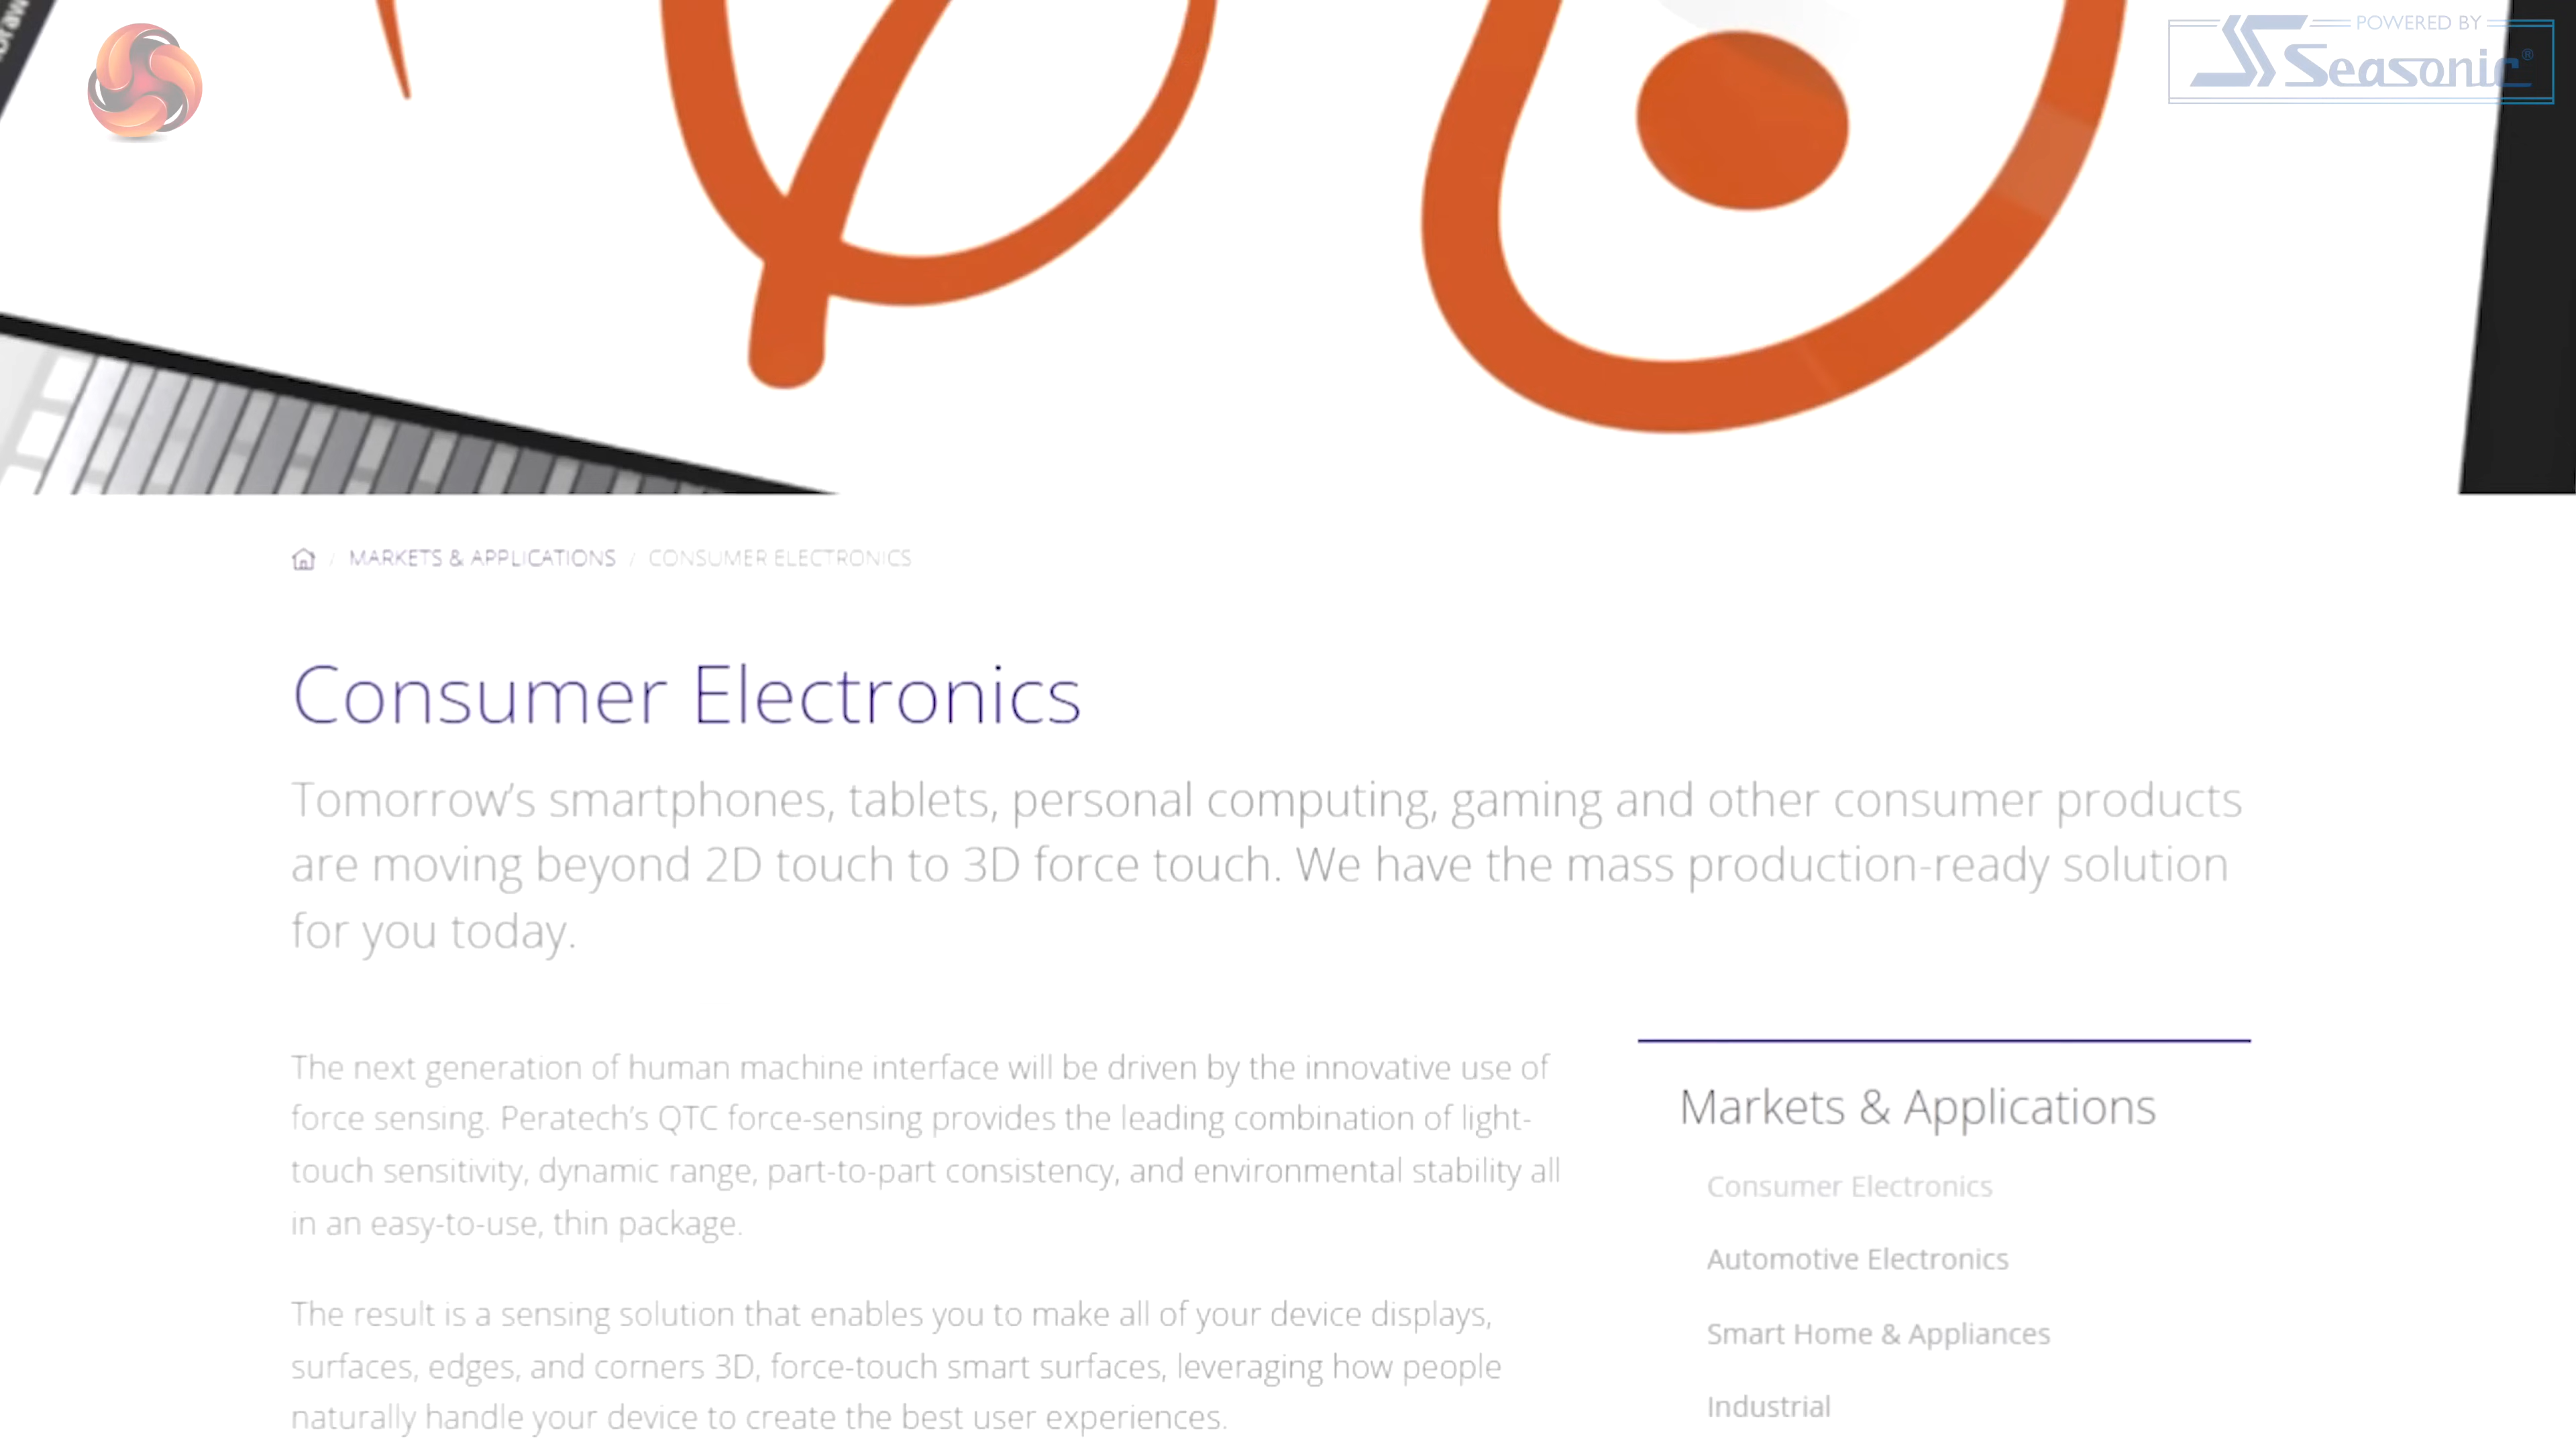 POWERED BY
Seasonic®
MARKETS & APPLICATIONS / CONSUMER ELECTRONICS
Consumer Electronics
Tomorrow’s smartphones, tablets, personal computing, gaming and other consumer products
are moving beyond 2D touch to 3D force touch. We have the mass production-ready solution
for you today.
The next generation of human machine interface will be driven by the innovative use of
force sensing. Peratech’s QTC force-sensing provides the leading combination of light-
touch sensitivity, dynamic range, part-to-part consistency, and environmental stability all
in an easy-to-use, thin package.
The result is a sensing solution that enables you to make all of your device displays,
surfaces, edges, and corners 3D, force-touch smart surfaces, leveraging how people
naturally handle your device to create the best user experiences.
Markets & Applications
Consumer Electronics
Automotive Electronics
Smart Home & Appliances
Industrial